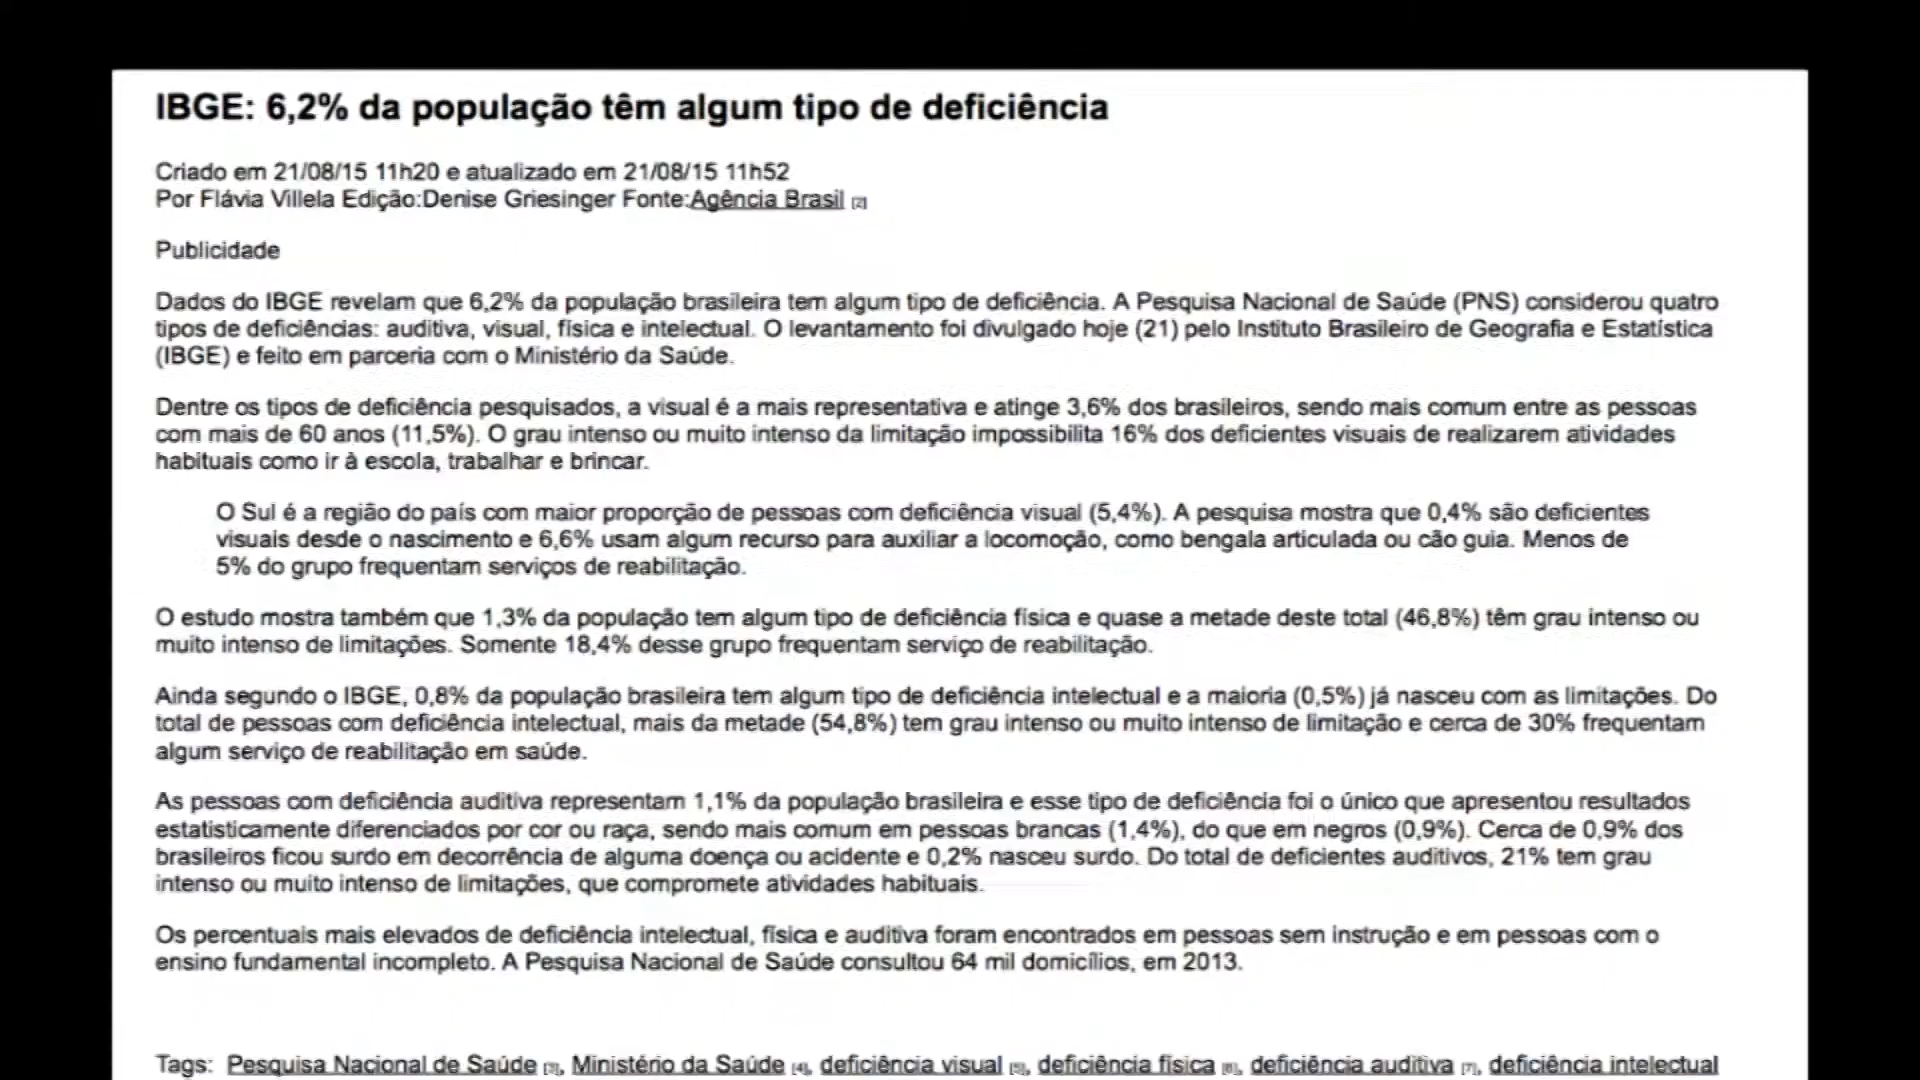 IBGE: 6,2% da população têm algum tipo de deficiência
Criado em 21/08/15 11h20 e atualizado em 21/08/15 11h52
Por Flávia Villela Edição:Denise Griesinger Fonte:Agência Brasil [2]
Publicidade
Dados do IBGE revelam que 6,2% da população brasileira tem algum tipo de deficiência. A Pesquisa Nacional de Saúde (PNS) considerou quatro
tipos de deficiências: auditiva, visual, física e intelectual. O levantamento foi divulgado hoje (21) pelo Instituto Brasileiro de Geografia e Estatística
(IBGE) e feito em parceria com o Ministério da Saúde.
Dentre os tipos de deficiência pesquisados, a visual é a mais representativa e atinge 3,6% dos brasileiros, sendo mais comum entre as pessoas
com mais de 60 anos (11,5%). O grau intenso ou muito intenso da limitação impossibilita 16% dos deficientes visuais de realizarem atividades
habituais como ir à escola, trabalhar e brincar.
O Sul é a região do país com maior proporção de pessoas com deficiência visual (5,4%). A pesquisa mostra que 0,4% são deficientes
visuais desde o nascimento e 6,6% usam algum recurso para auxiliar a locomoção, como bengala articulada ou cão guia. Menos de
5% do grupo frequentam serviços de reabilitação.
O estudo mostra também que 1,3% da população tem algum tipo de deficiência física e quase a metade deste total (46,8%) têm grau intenso ou
muito intenso de limitações. Somente 18,4% desse grupo frequentam serviço de reabilitação.
Ainda segundo o IBGE, 0,8% da população brasileira tem algum tipo de deficiência intelectual e a maioria (0,5%) já nasceu com as limitações. Do
total de pessoas com deficiência intelectual, mais da metade (54,8%) tem grau intenso ou muito intenso de limitação e cerca de 30% frequentam
algum serviço de reabilitação em saúde.
As pessoas com deficiência auditiva representam 1,1% da população brasileira e esse tipo de deficiência foi o único que apresentou resultados
estatisticamente diferenciados por cor ou raça, sendo mais comum em pessoas brancas (1,4%), do que em negros (0,9%). Cerca de 0,9% dos
brasileiros ficou surdo em decorrência de alguma doença ou acidente e 0,2% nasceu surdo. Do total de deficientes auditivos, 21% tem grau
intenso ou muito intenso de limitações, que compromete atividades habituais.
Os percentuais mais elevados de deficiência intelectual, física e auditiva foram encontrados em pessoas sem instrução e em pessoas com o
ensino fundamental incompleto. A Pesquisa Nacional de Saúde consultou 64 mil domicílios, em 2013.
Tags: Pesquisa Nacional de Saúde [3], Ministério da Saúde [4], deficiência visual [5], deficiência física [6], deficiência auditiva [7], deficiência intelectual